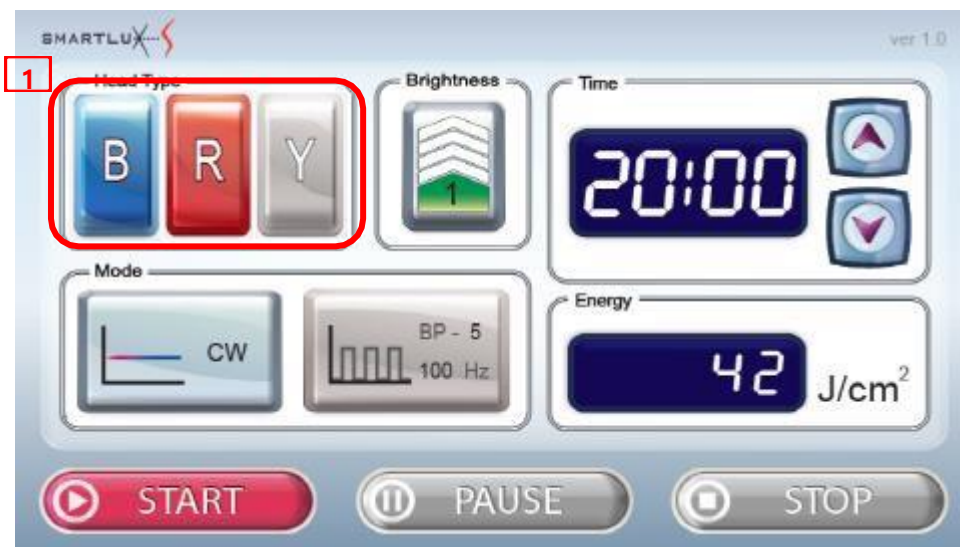 SMARTLUX-S
ver 1.0
1
Head Type
B R Y
Brightness
1
Time
20:00
Mode
CW
BP - 5
100 Hz
Energy
42 J/cm²
START
PAUSE
STOP